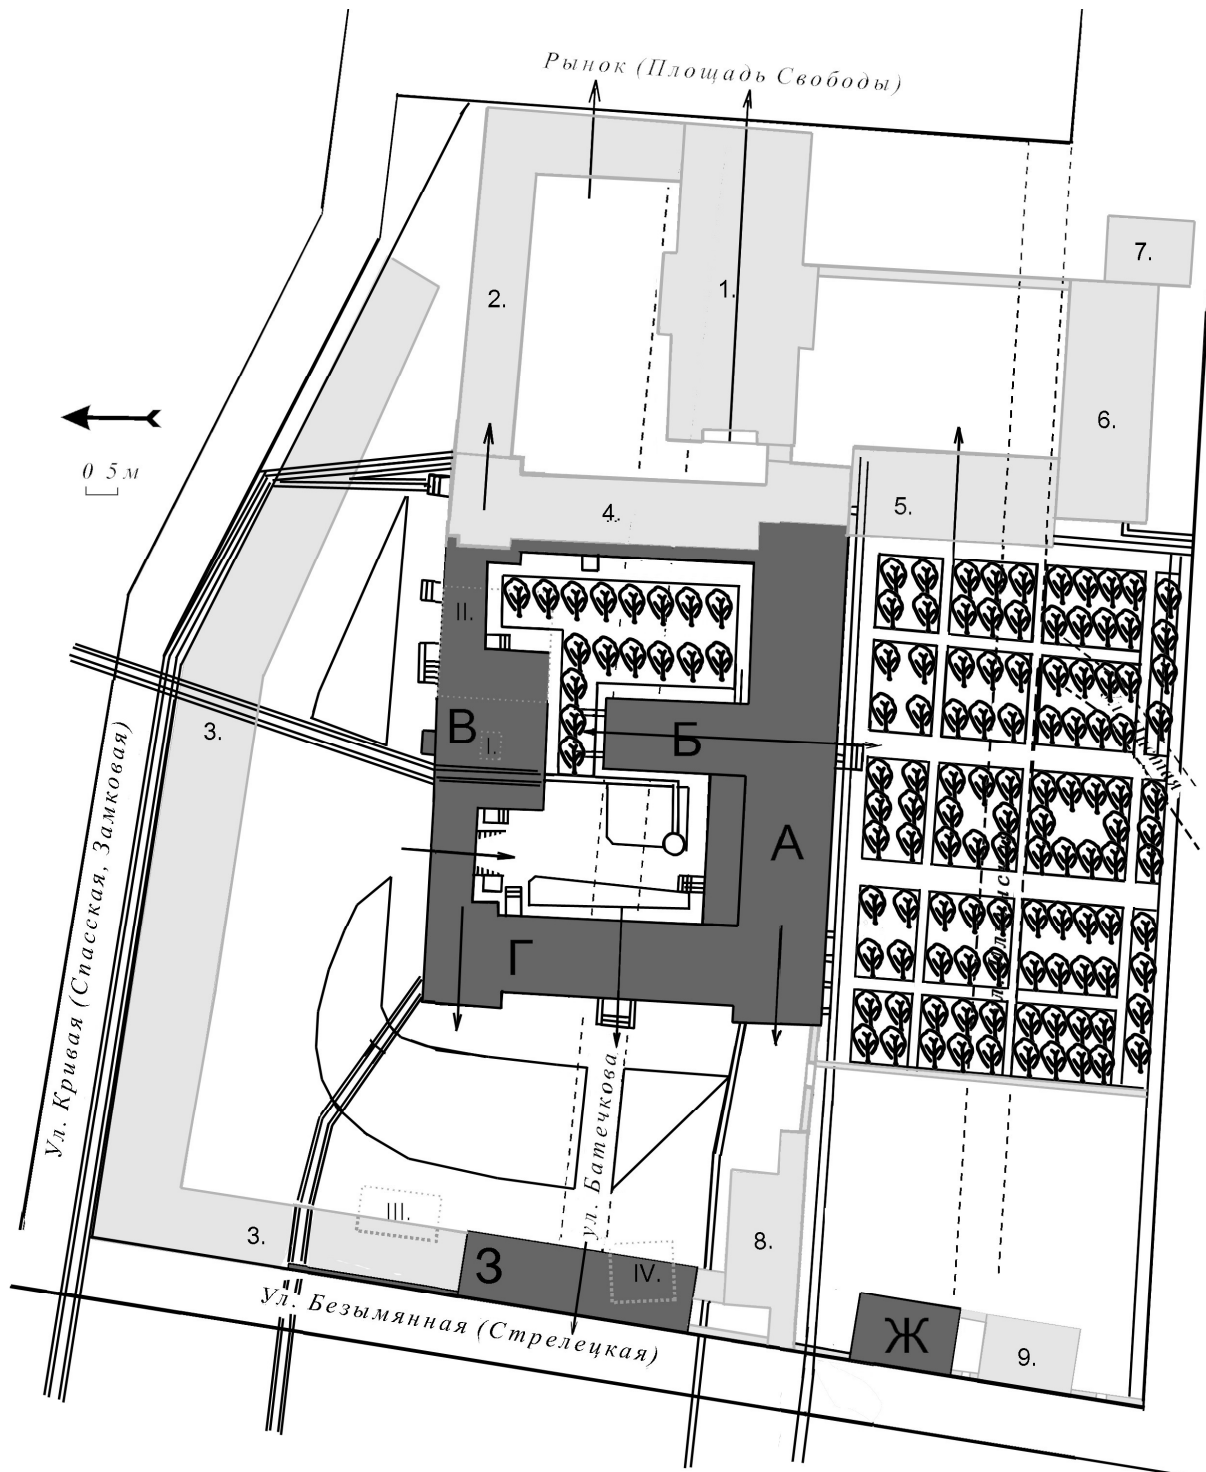 Рынок (Площадь Свободы)
7.
2.
1.
6.
0 5 м
5.
4.
II.
В
I.
Б
3.
А
Г
Ул. Кривая (Спасская, Замковая)
ул. Батечкова
III.
3.
З
IV.
8.
Ул. Безымянная (Стрелецкая)
Ж
9.